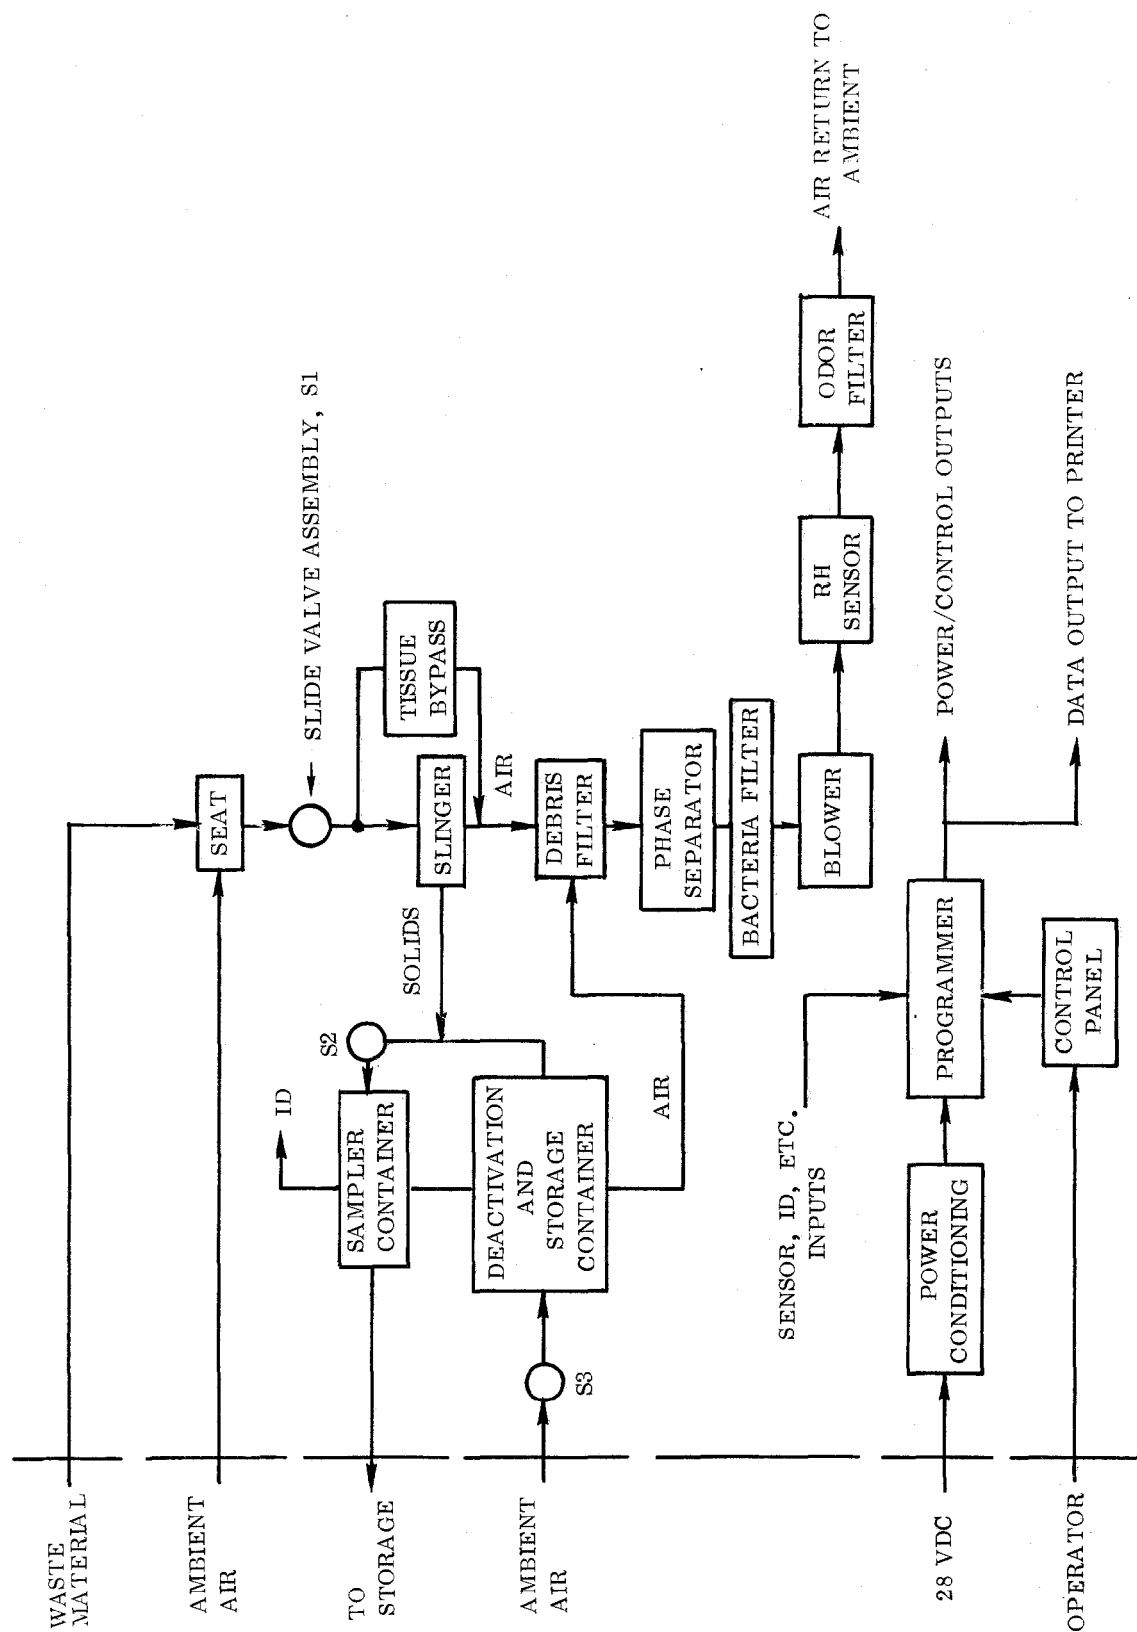 WASTE
MATERIAL
AMBIENT
AIR
SEAT
SLIDE VALVE ASSEMBLY, S1
ID
S2
TO
STORAGE
SAMPLER
CONTAINER
SOLIDS
TISSUE
BYPASS
SLINGER
AIR
AMBIENT
AIR
S3
DEACTIVATION
AND
STORAGE
CONTAINER
AIR
DEBRIS
FILTER
PHASE
SEPARATOR
BACTERIA FILTER
BLOWER
RH
SENSOR
ODOR
FILTER
AIR RETURN TO
AMBIENT
SENSOR, ID, ETC.
INPUTS
28 VDC
POWER
CONDITIONING
PROGRAMMER
POWER/CONTROL OUTPUTS
OPERATOR
CONTROL
PANEL
DATA OUTPUT TO PRINTER